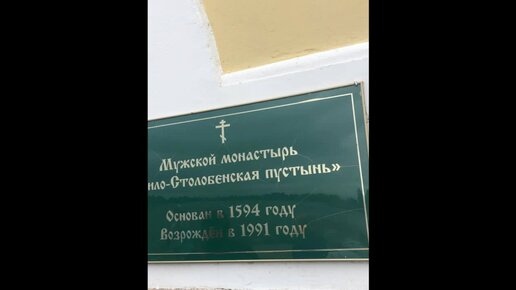 Мужской монастырь
ило-Столобенская пустынь»
Основан в 1594 году
Возрождён в 1991 году